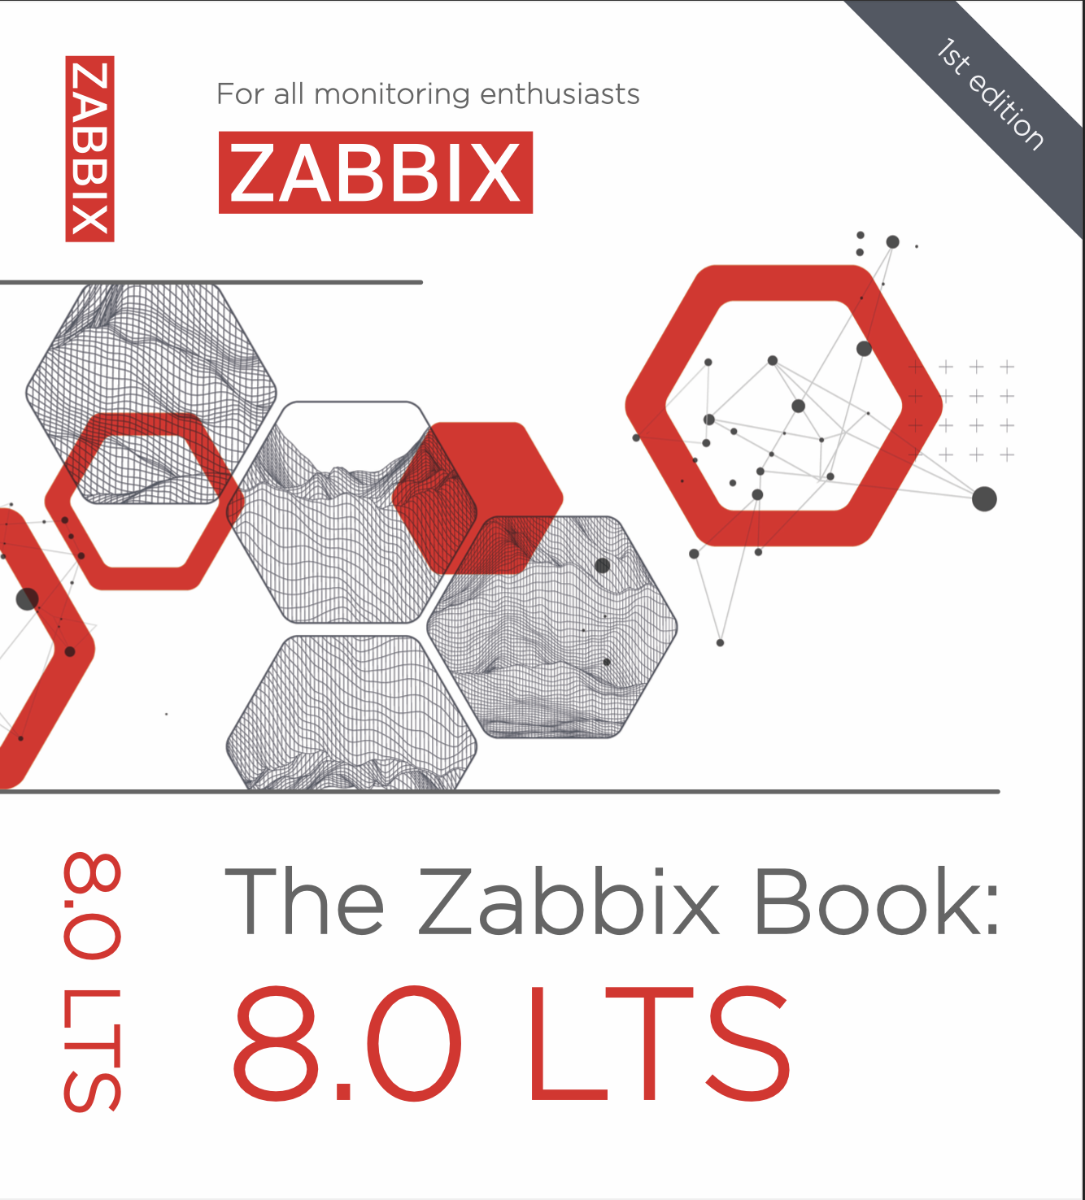 ZABBIX
For all monitoring enthusiasts
ZABBIX
1st edition
8.0 LTS
The Zabbix Book:
8.0 LTS